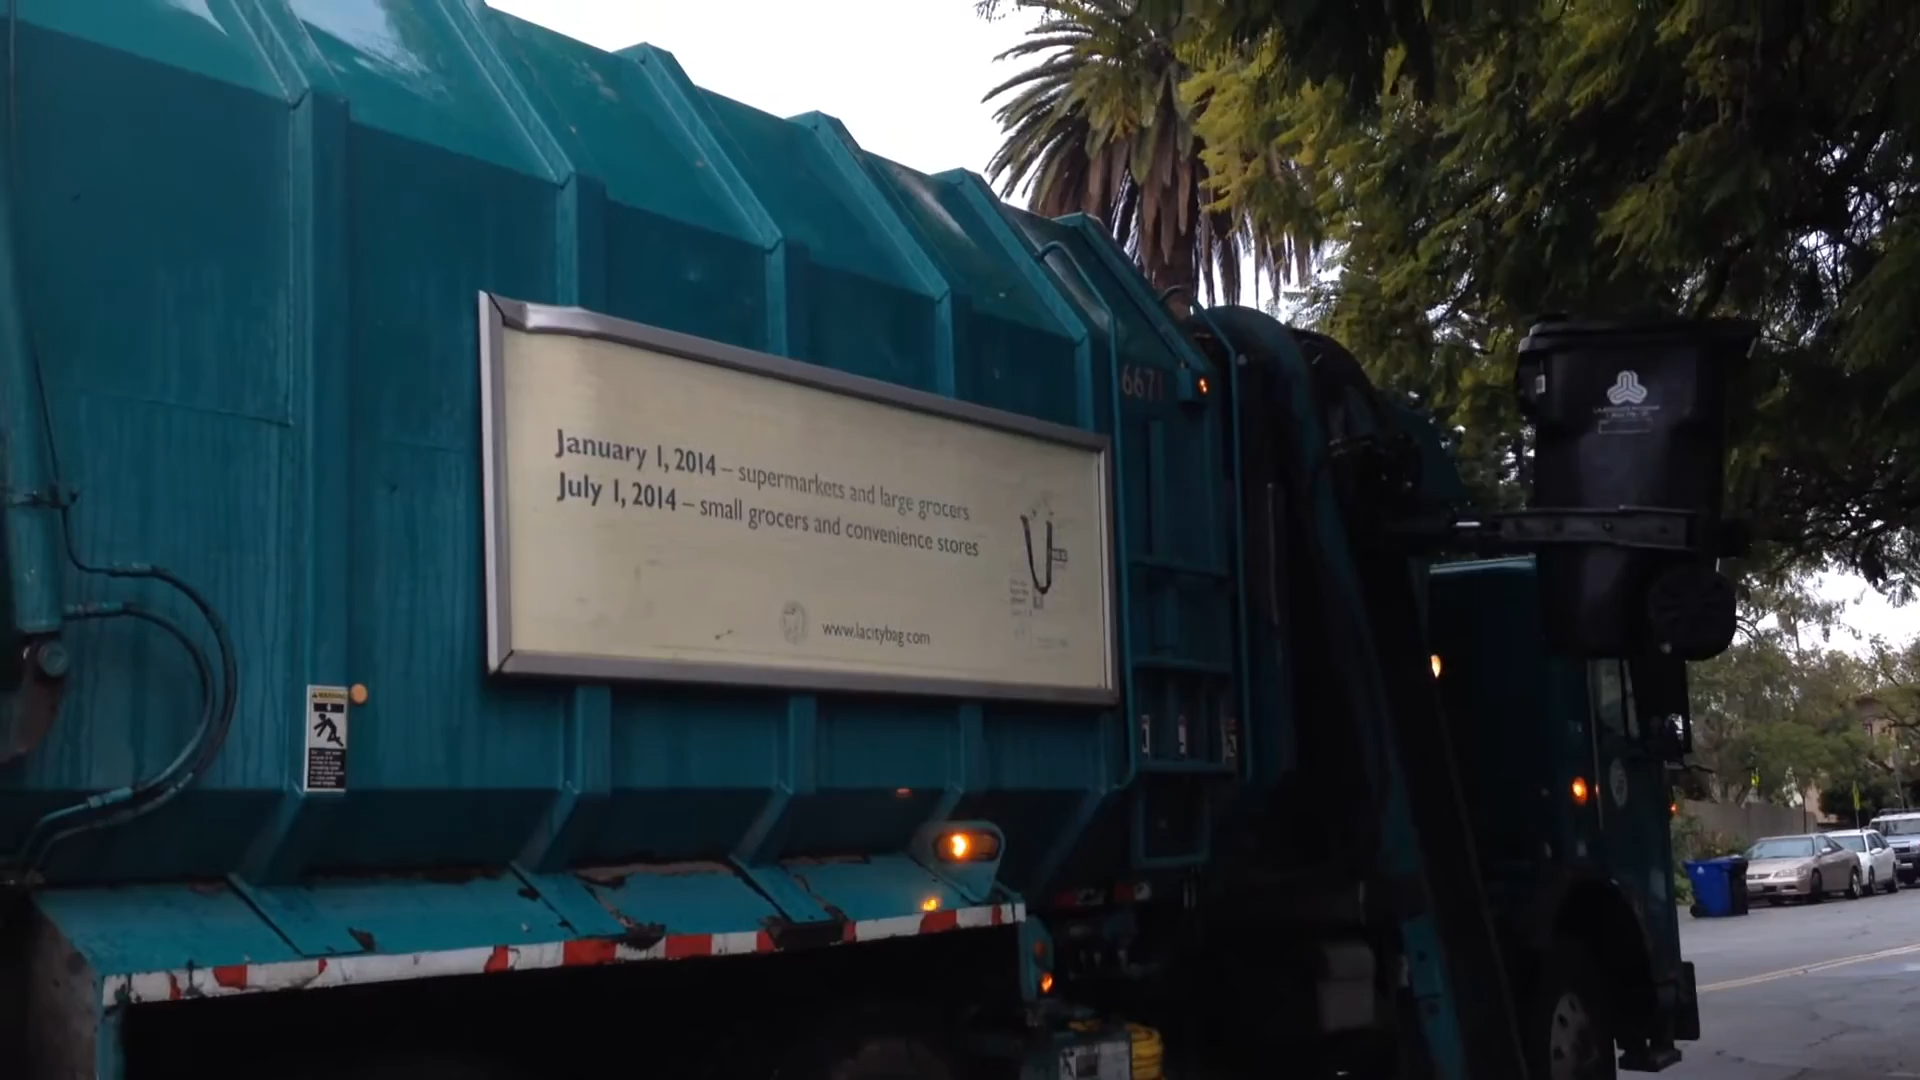 6671
January 1, 2014 – supermarkets and large grocers
July 1, 2014 – small grocers and convenience stores
www.lacitybag.com
WARNING